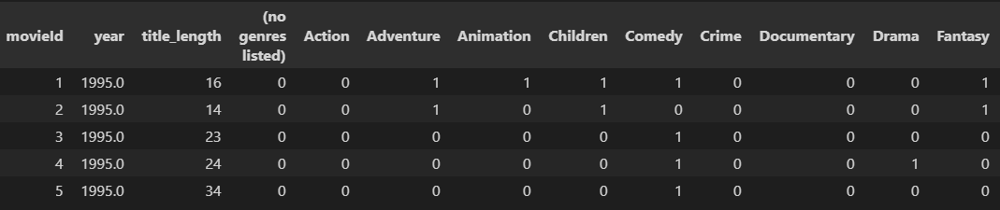 movieId year title_length (no genres listed) Action Adventure Animation Children Comedy Crime Documentary Drama Fantasy
1 1995.0 16 0 0 1 1 1 1 0 0 0 1
2 1995.0 14 0 0 1 0 1 0 0 0 0 1
3 1995.0 23 0 0 0 0 0 1 0 0 0 0
4 1995.0 24 0 0 0 0 0 1 0 0 1 0
5 1995.0 34 0 0 0 0 0 1 0 0 0 0